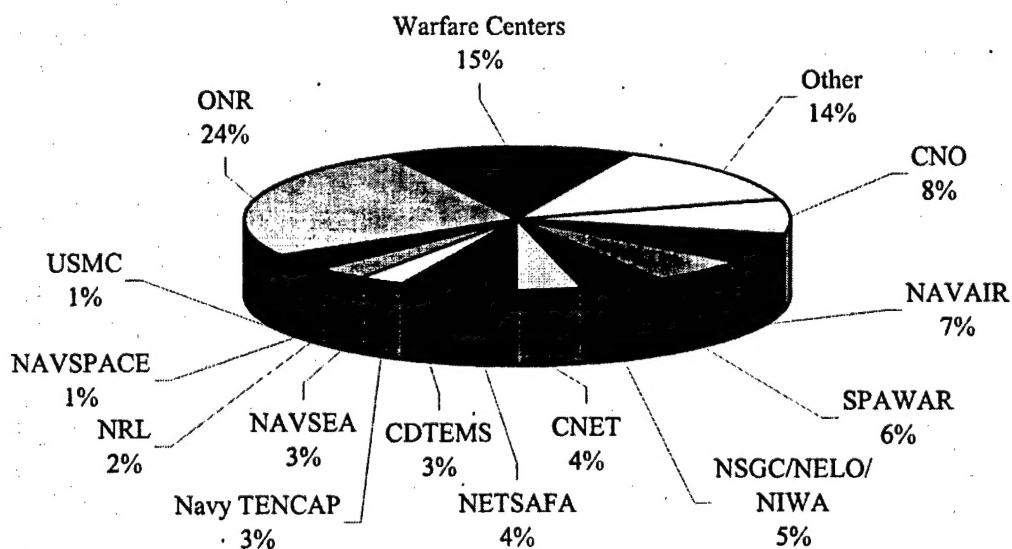 Warfare Centers
15%
Other
14%
ONR
24%
CNO
8%
USMC
1%
NAVAIR
7%
NAVSPACE
1%
SPAWAR
6%
NRL
2%
NAVSEA
3%
CDTEMS
3%
CNET
4%
NSGC/NELO/
NIWA
5%
Navy TENCAP
3%
NETSAFA
4%